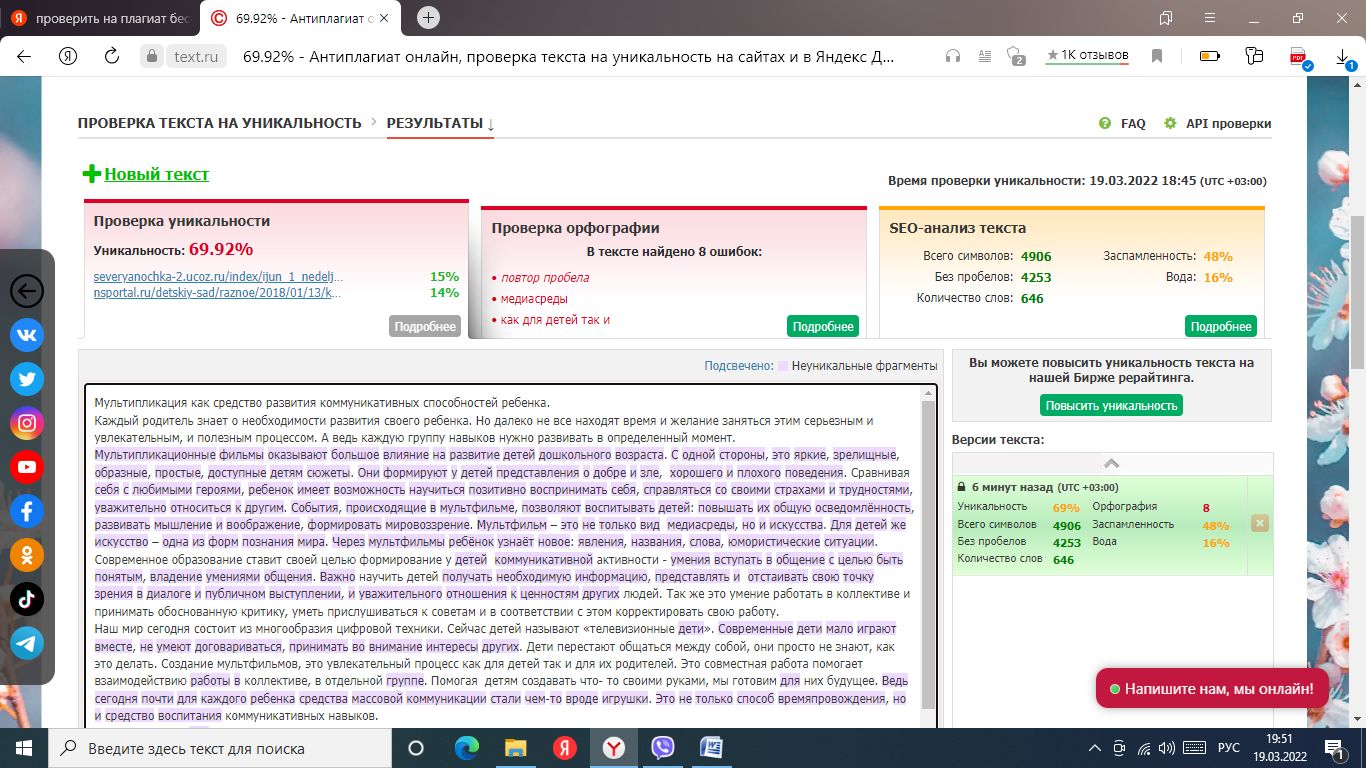 проверить на плагиат бес
69.92% - Антиплагиат о
text.ru
69.92% - Антиплагиат онлайн, проверка текста на уникальность на сайтах и в Яндекс Д...
2
★ 1K отзывов
PDF
1
ПРОВЕРКА ТЕКСТА НА УНИКАЛЬНОСТЬ > РЕЗУЛЬТАТЫ ↓
FAQ
API проверки
Новый текст
Время проверки уникальности: 19.03.2022 18:45 (UTC +03:00)
Проверка уникальности
Уникальность: 69.92%
severyanochka-2.ucoz.ru/index/ijun_1_nedelj... 15%
nsportal.ru/detskiy-sad/raznoe/2018/01/13/k... 14%
Подробнее
Проверка орфографии
В тексте найдено 8 ошибок:
• повтор пробела
• медиасреды
• как для детей так и
Подробнее
SEO-анализ текста
Всего символов: 4906 Заспамленность: 48%
Без пробелов: 4253 Вода: 16%
Количество слов: 646
Подробнее
Подсвечено: Неуникальные фрагменты
Мультипликация как средство развития коммуникативных способностей ребенка.
Каждый родитель знает о необходимости развития своего ребенка. Но далеко не все находят время и желание заняться этим серьезным и
увлекательным, и полезным процессом. А ведь каждую группу навыков нужно развивать в определенный момент.
Мультипликационные фильмы оказывают большое влияние на развитие детей дошкольного возраста. С одной стороны, это яркие, зрелищные,
образные, простые, доступные детям сюжеты. Они формируют у детей представления о добре и зле,  хорошего и плохого поведения. Сравнивая
себя с любимыми героями, ребенок имеет возможность научиться позитивно воспринимать себя, справляться со своими страхами и трудностями,
уважительно относиться к другим. События, происходящие в мультфильме, позволяют воспитывать детей: повышать их общую осведомлённость,
развивать мышление и воображение, формировать мировоззрение. Мультфильм – это не только вид  медиасреды, но и искусства. Для детей же
искусство – одна из форм познания мира. Через мультфильмы ребёнок узнаёт новое: явления, названия, слова, юмористические ситуации.
Современное образование ставит своей целью формирование у детей  коммуникативной активности - умения вступать в общение с целью быть
понятым, владение умениями общения. Важно научить детей получать необходимую информацию, представлять и  отстаивать свою точку
зрения в диалоге и публичном выступлении, и уважительного отношения к ценностям других людей. Так же это умение работать в коллективе и
принимать обоснованную критику, уметь прислушиваться к советам и в соответствии с этом корректировать свою работу.
Наш мир сегодня состоит из многообразия цифровой техники. Сейчас детей называют «телевизионные дети». Современные дети мало играют
вместе, не умеют договариваться, принимать во внимание интересы других. Дети перестают общаться между собой, они просто не знают, как
это делать. Создание мультфильмов, это увлекательный процесс как для детей так и для их родителей. Это совместная работа помогает
взаимодействию работы в коллективе, в отдельной группе. Помогая  детям создавать что- то своими руками, мы готовим для них будущее. Ведь
сегодня почти для каждого ребенка средства массовой коммуникации стали чем-то вроде игрушки. Это не только способ времяпровождения, но
и средство воспитания коммуникативных навыков.
Вы можете повысить уникальность текста на
нашей Бирже рерайтинга.
Повысить уникальность
Версии текста:
6 минут назад (UTC +03:00)
Уникальность 69% Орфография 8
Всего символов 4906 Заспамленность 48%
Без пробелов 4253 Вода 16%
Количество слов 646
Напишите нам, мы онлайн!
Введите здесь текст для поиска
РУС
19:51
19.03.2022
1